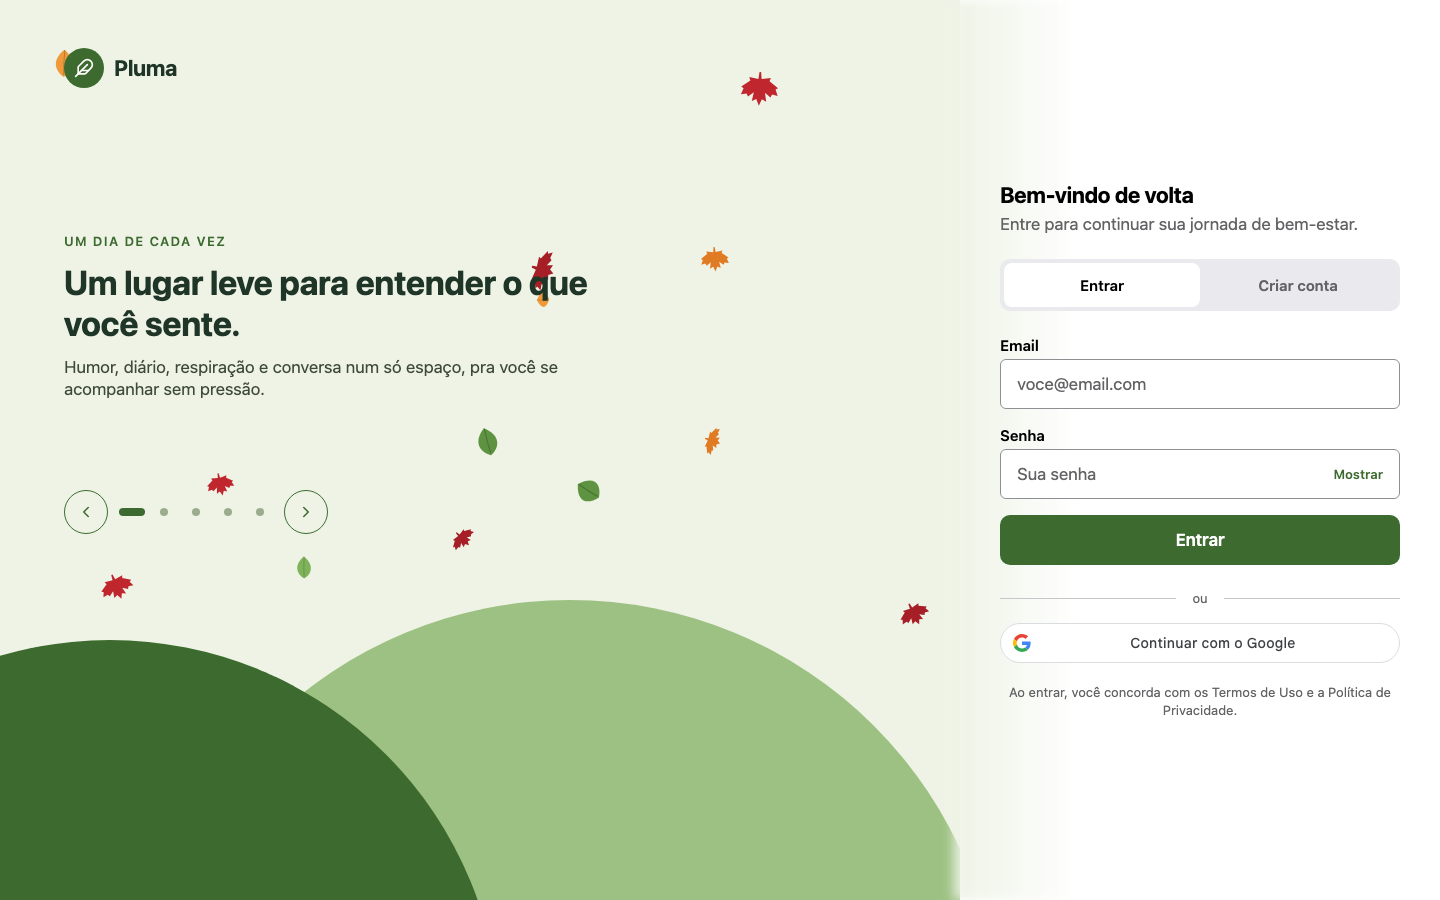 Pluma
UM DIA DE CADA VEZ
Um lugar leve para entender o que
você sente.
Humor, diário, respiração e conversa num só espaço, pra você se
acompanhar sem pressão.
Bem-vindo de volta
Entre para continuar sua jornada de bem-estar.
Entrar
Criar conta
Email
voce@email.com
Senha
Sua senha
Mostrar
Entrar
ou
Continuar com o Google
Ao entrar, você concorda com os Termos de Uso e a Política de
Privacidade.